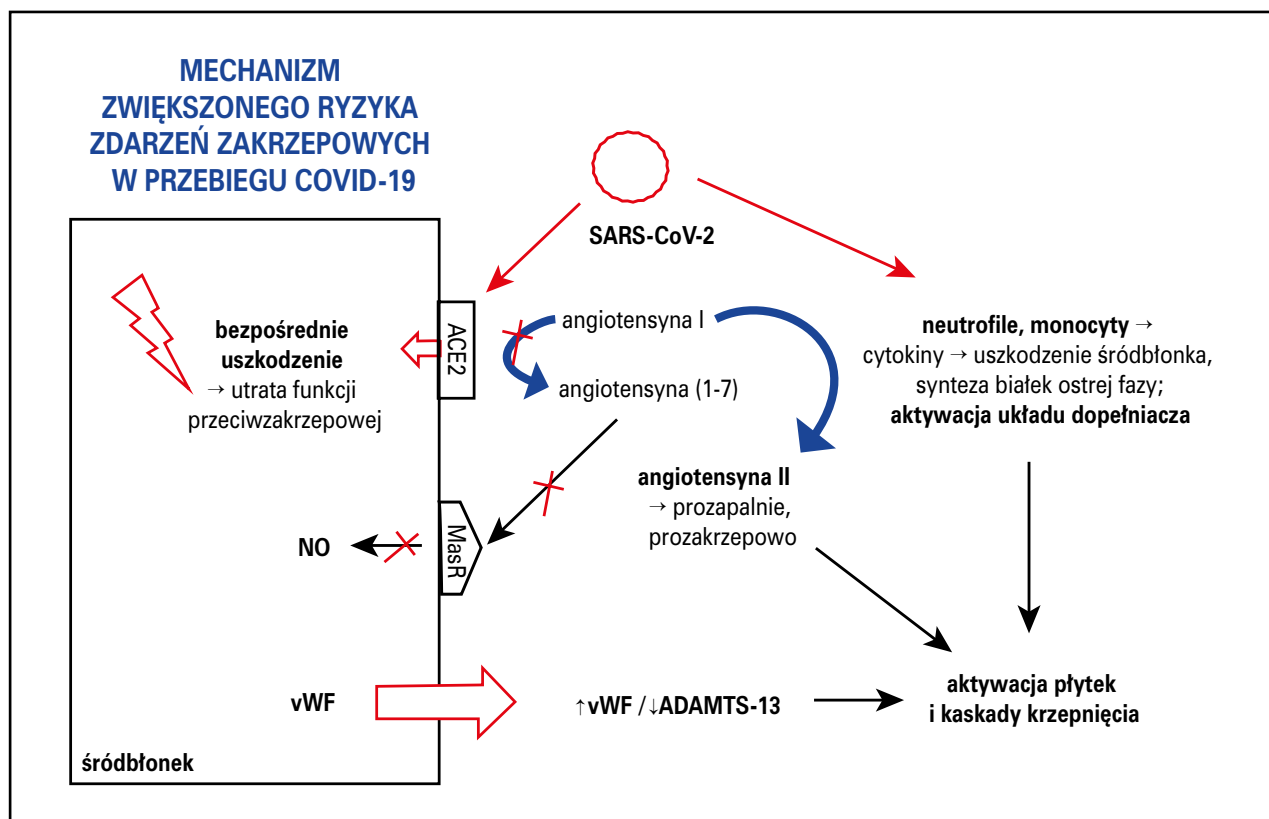 MECHANIZM
ZWIĘKSZONEGO RYZYKA
ZDARZEŃ ZAKRZEPOWYCH
W PRZEBIEGU COVID-19
SARS-CoV-2
bezpośrednie
uszkodzenie
→ utrata funkcji
przeciwzakrzepowej
ACE2
angiotensyna I
angiotensyna (1-7)
neutrofile, monocyty →
cytokiny → uszkodzenie śródbłonka,
synteza białek ostrej fazy;
aktywacja układu dopełniacza
angiotensyna II
→ prozapalnie,
prozakrzepowo
NO
MasR
vWF
↑vWF /↓ADAMTS-13
aktywacja płytek
i kaskady krzepnięcia
śródbłonek